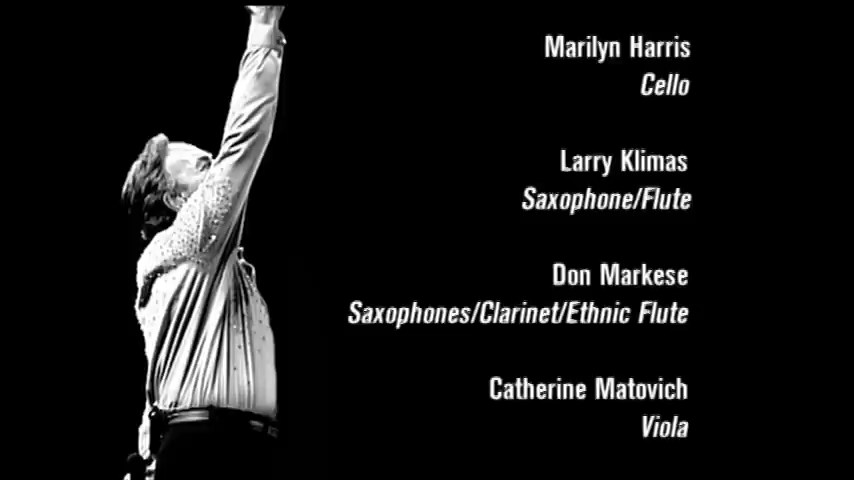 Marilyn Harris
Cello
Larry Klimas
Saxophone/Flute
Don Markese
Saxophones/Clarinet/Ethnic Flute
Catherine Matovich
Viola